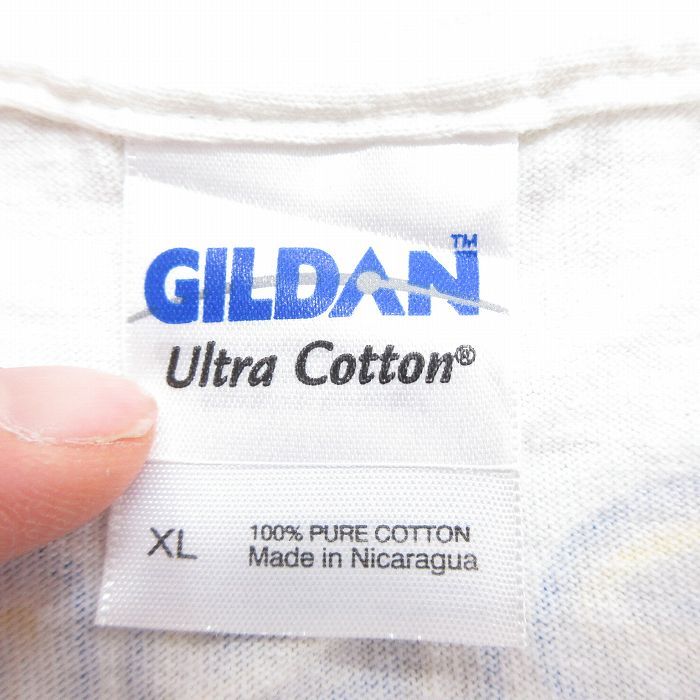 GILDAN™
Ultra Cotton®
XL
100% PURE COTTON
Made in Nicaragua